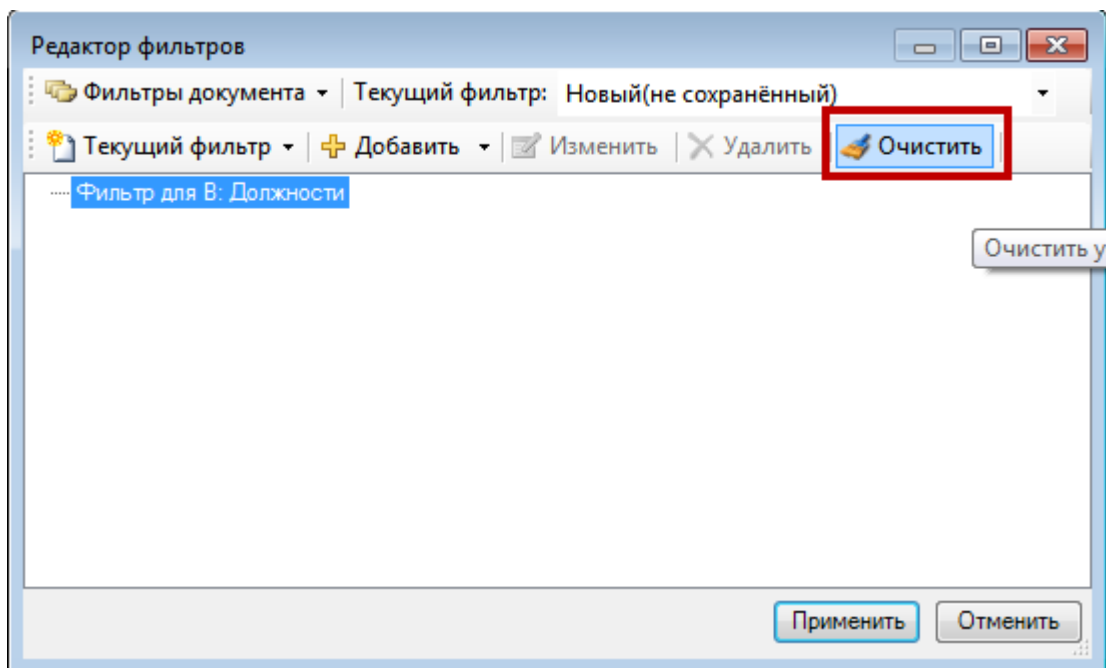 Редактор фильтров
Фильтры документа Текущий фильтр: Новый(не сохранённый)
Текущий фильтр Добавить Изменить Удалить Очистить
Фильтр для В: Должности
Очистить у
Применить Отменить